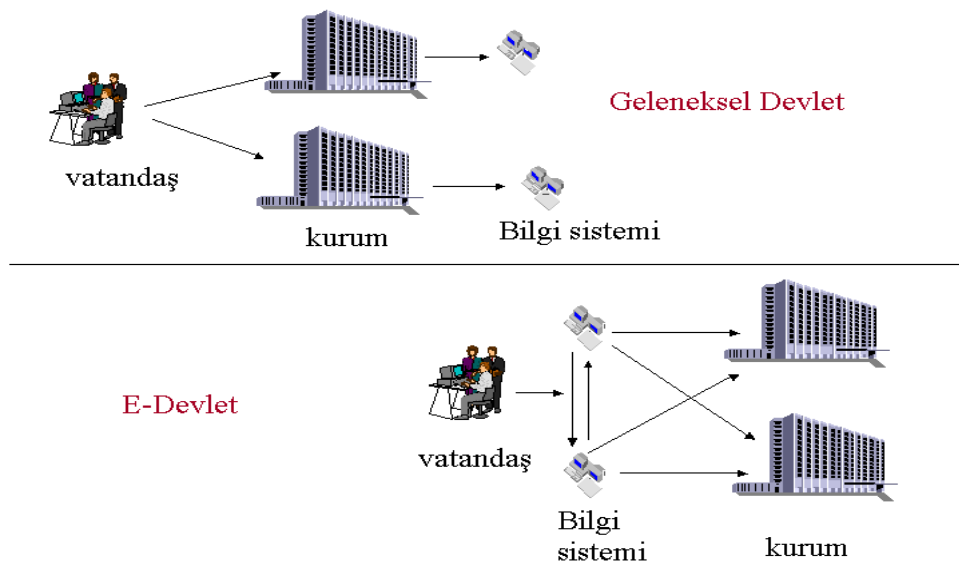 Geleneksel Devlet
vatandaş
kurum
Bilgi sistemi
E-Devlet
vatandaş
Bilgi
sistemi
kurum